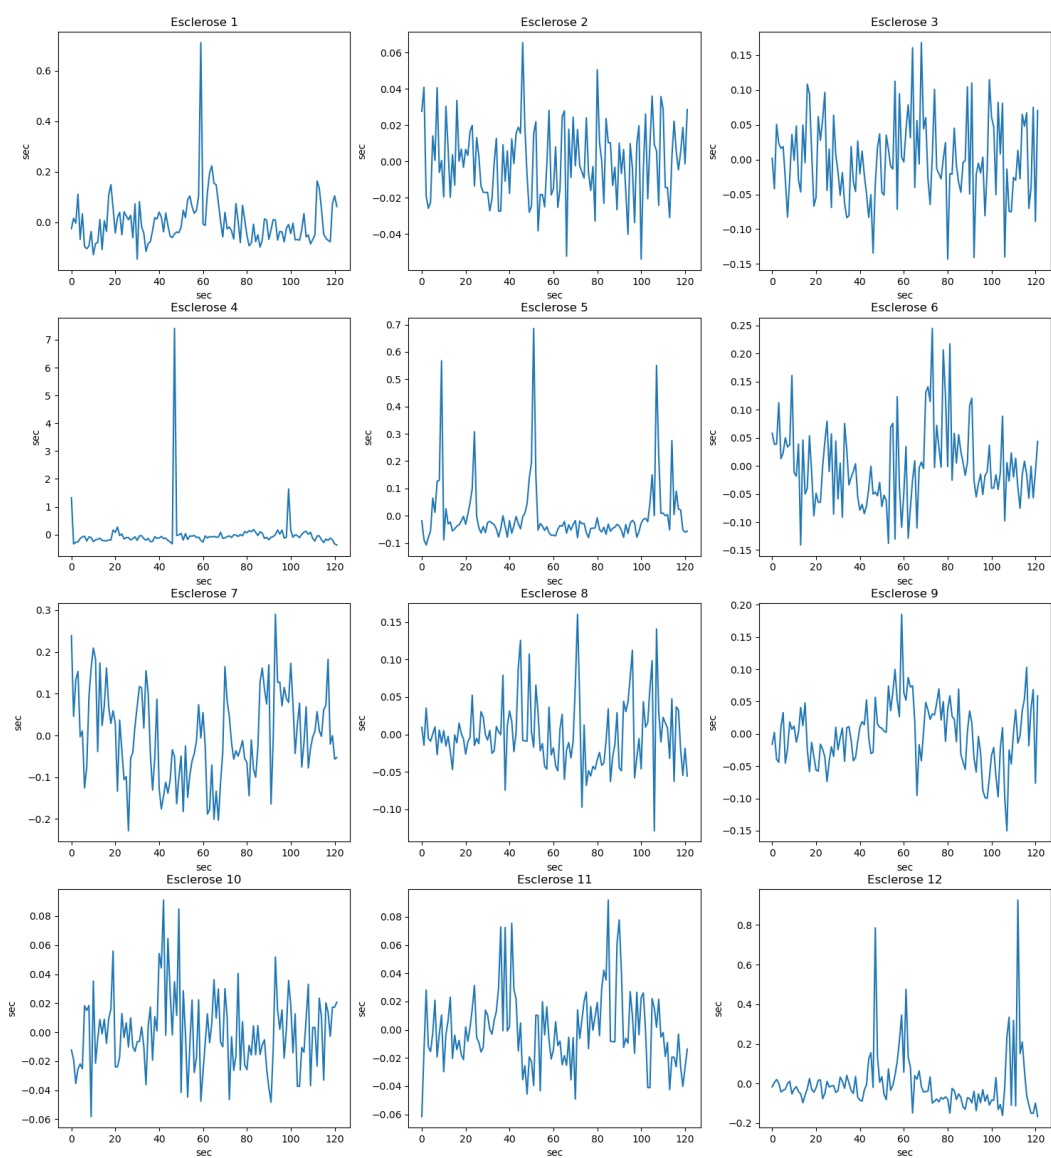 Esclerose 1
0.6
0.4
0.2
0.0
sec
0 20 40 60 80 100 120
sec
Esclerose 2
0.06
0.04
0.02
0.00
−0.02
−0.04
sec
0 20 40 60 80 100 120
sec
Esclerose 3
0.15
0.10
0.05
0.00
−0.05
−0.10
−0.15
sec
0 20 40 60 80 100 120
sec
Esclerose 4
7
6
5
4
3
2
1
0
sec
0 20 40 60 80 100 120
sec
Esclerose 5
0.7
0.6
0.5
0.4
0.3
0.2
0.1
0.0
−0.1
sec
0 20 40 60 80 100 120
sec
Esclerose 6
0.25
0.20
0.15
0.10
0.05
0.00
−0.05
−0.10
−0.15
sec
0 20 40 60 80 100 120
sec
Esclerose 7
0.3
0.2
0.1
0.0
−0.1
−0.2
sec
0 20 40 60 80 100 120
sec
Esclerose 8
0.15
0.10
0.05
0.00
−0.05
−0.10
sec
0 20 40 60 80 100 120
sec
Esclerose 9
0.20
0.15
0.10
0.05
0.00
−0.05
−0.10
−0.15
sec
0 20 40 60 80 100 120
sec
Esclerose 10
0.08
0.06
0.04
0.02
0.00
−0.02
−0.04
−0.06
sec
0 20 40 60 80 100 120
sec
Esclerose 11
0.08
0.06
0.04
0.02
0.00
−0.02
−0.04
−0.06
sec
0 20 40 60 80 100 120
sec
Esclerose 12
0.8
0.6
0.4
0.2
0.0
−0.2
sec
0 20 40 60 80 100 120
sec